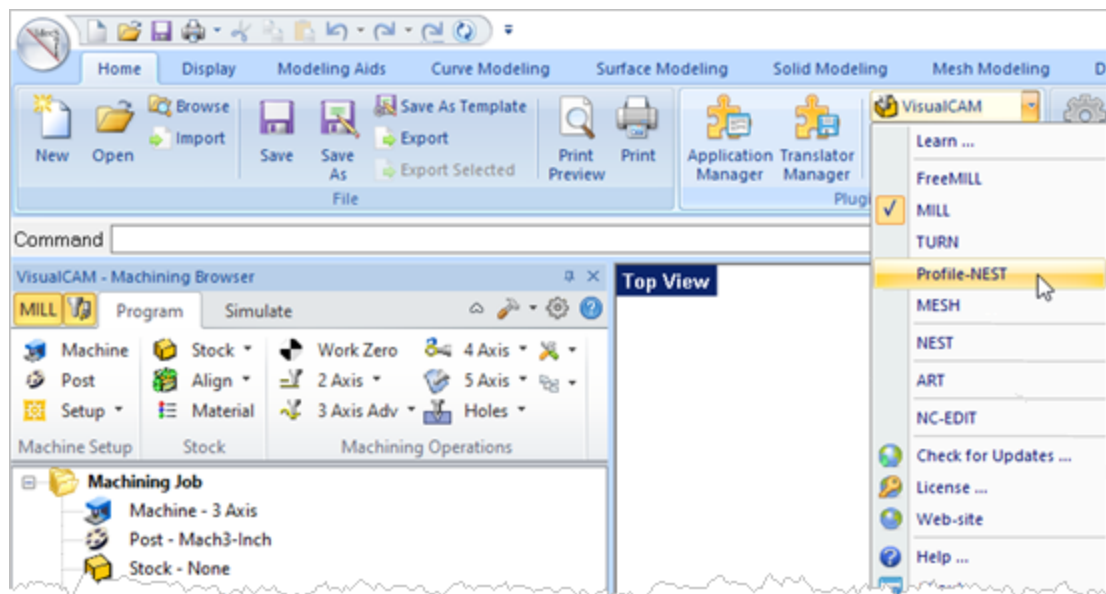 Home Display Modeling Aids Curve Modeling Surface Modeling Solid Modeling Mesh Modeling D
New Open Browse Import Save Save As Save As Template Export Export Selected Print Preview Print Application Manager Translator Manager VisualCAM
File Plugi
Command
VisualCAM - Machining Browser
MILL Program Simulate
Machine Stock Work Zero 4 Axis
Post Align 2 Axis 5 Axis
Setup Material 3 Axis Adv Holes
Machine Setup Stock Machining Operations
Machining Job
Machine - 3 Axis
Post - Mach3-Inch
Stock - None
Top View
Learn ...
FreeMILL
MILL
TURN
Profile-NEST
MESH
NEST
ART
NC-EDIT
Check for Updates ...
License ...
Web-site
Help ...